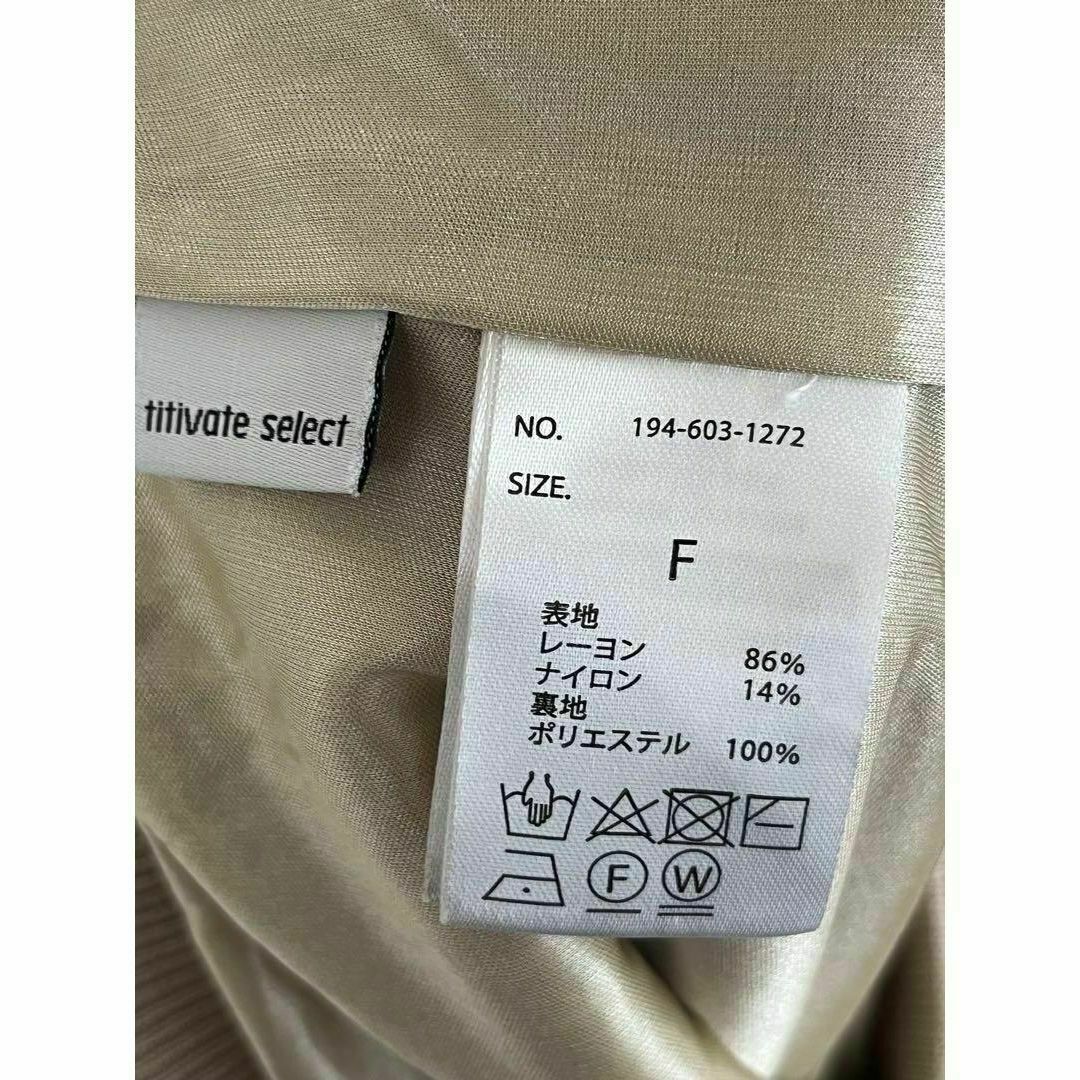 titivate select
NO. 194-603-1272
SIZE.
F
表地
レーヨン 86%
ナイロン 14%
裏地
ポリエステル 100%
F W